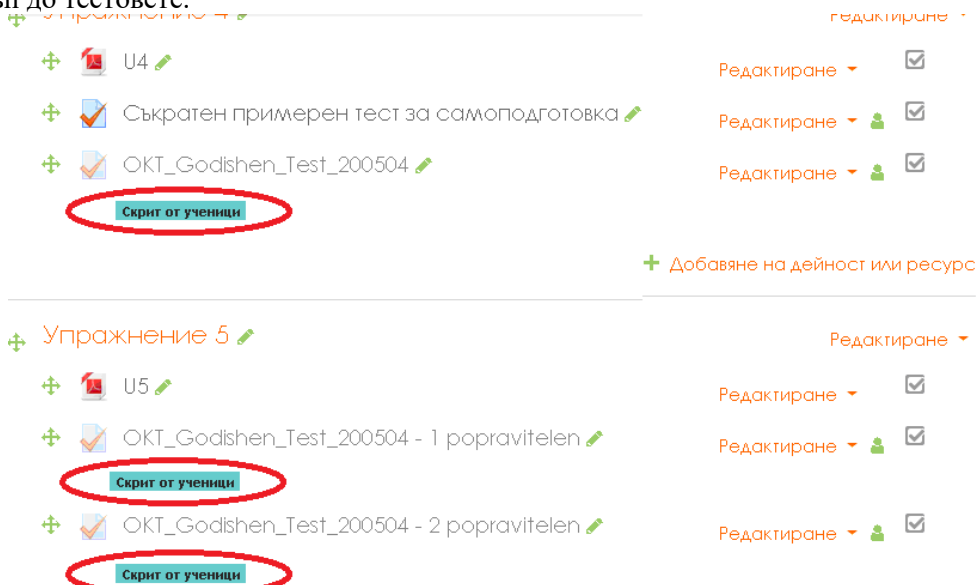 до тестовете.
Упражнение 4
Редактиране
U4
Редактиране
Съкратен примерен тест за самоподготовка
Редактиране
OKT_Godishen_Test_200504
Редактиране
Скрит от ученици
Добавяне на дейност или ресурс
Упражнение 5
Редактиране
U5
Редактиране
OKT_Godishen_Test_200504 - 1 popravitelen
Редактиране
Скрит от ученици
OKT_Godishen_Test_200504 - 2 popravitelen
Редактиране
Скрит от ученици